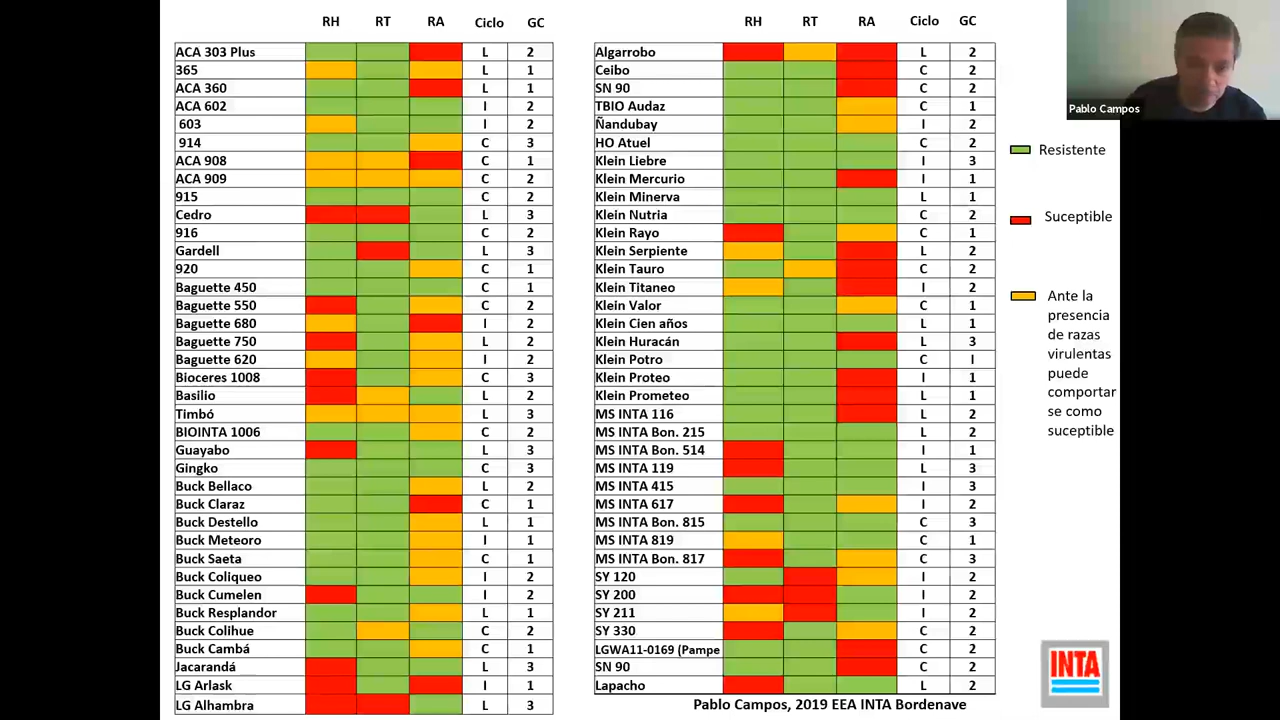 RH RT RA Ciclo GC
ACA 303 Plus L 2
365 L 1
ACA 360 L 1
ACA 602 I 2
603 I 2
914 C 3
ACA 908 C 1
ACA 909 C 2
915 C 2
Cedro L 3
916 C 2
Gardell L 3
920 C 1
Baguette 450 C 1
Baguette 550 C 2
Baguette 680 I 2
Baguette 750 L 2
Baguette 620 I 2
Bioceres 1008 C 3
Basilio L 2
Timbó L 3
BIOINTA 1006 C 2
Guayabo L 3
Gingko C 3
Buck Bellaco L 2
Buck Claraz C 1
Buck Destello L 1
Buck Meteoro I 1
Buck Saeta C 1
Buck Coliqueo I 2
Buck Cumelen I 2
Buck Resplandor L 1
Buck Colihue C 2
Buck Cambá C 1
Jacarandá L 3
LG Arlask I 1
LG Alhambra L 3
RH RT RA Ciclo GC
Algarrobo L 2
Ceibo C 2
SN 90 C 2
TBIO Audaz C 1
Ñandubay I 2
HO Atuel C 2
Klein Liebre I 3
Klein Mercurio I 1
Klein Minerva L 1
Klein Nutria C 2
Klein Rayo C 1
Klein Serpiente L 2
Klein Tauro C 2
Klein Titaneo I 2
Klein Valor C 1
Klein Cien años L 1
Klein Huracán L 3
Klein Potro C I
Klein Proteo I 1
Klein Prometeo L 1
MS INTA 116 L 2
MS INTA Bon. 215 L 2
MS INTA Bon. 514 I 1
MS INTA 119 L 3
MS INTA 415 I 3
MS INTA 617 I 2
MS INTA Bon. 815 C 3
MS INTA 819 C 1
MS INTA Bon. 817 C 3
SY 120 I 2
SY 200 I 2
SY 211 I 2
SY 330 C 2
LGWA11-0169 (Pampe C 2
SN 90 C 2
Lapacho L 2
Pablo Campos, 2019 EEA INTA Bordenave
Pablo Campos
Resistente
Suceptible
Ante la
presencia
de razas
virulentas
puede
comportar
se como
suceptible
INTA